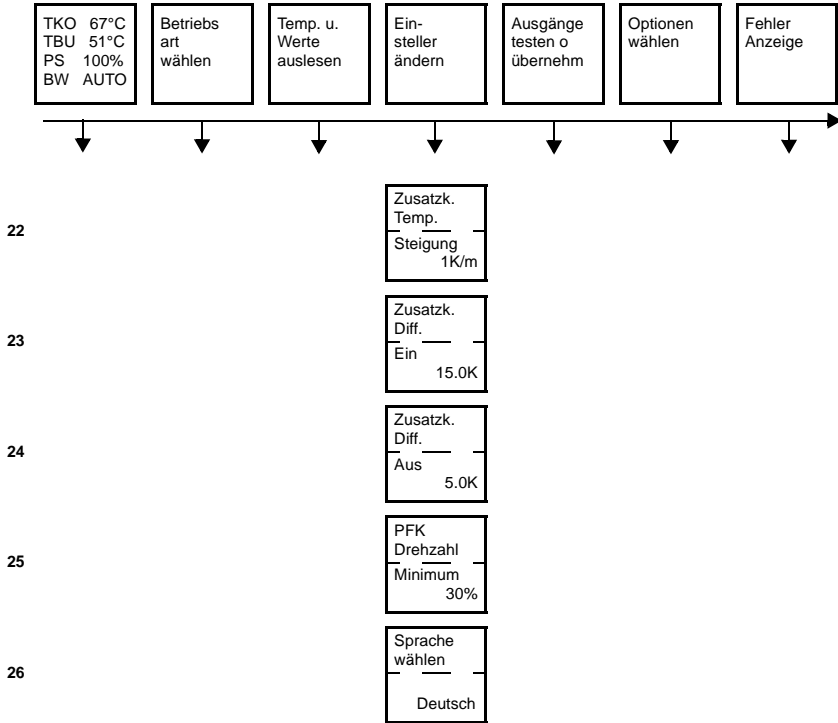 TKO 67°C
TBU 51°C
PS 100%
BW AUTO
Betriebs
art
wählen
Temp. u.
Werte
auslesen
Ein-
steller
ändern
Ausgänge
testen o
übernehm
Optionen
wählen
Fehler
Anzeige
22
Zusatzk.
Temp.
Steigung
1K/m
23
Zusatzk.
Diff.
Ein
15.0K
24
Zusatzk.
Diff.
Aus
5.0K
25
PFK
Drehzahl
Minimum
30%
26
Sprache
wählen
Deutsch